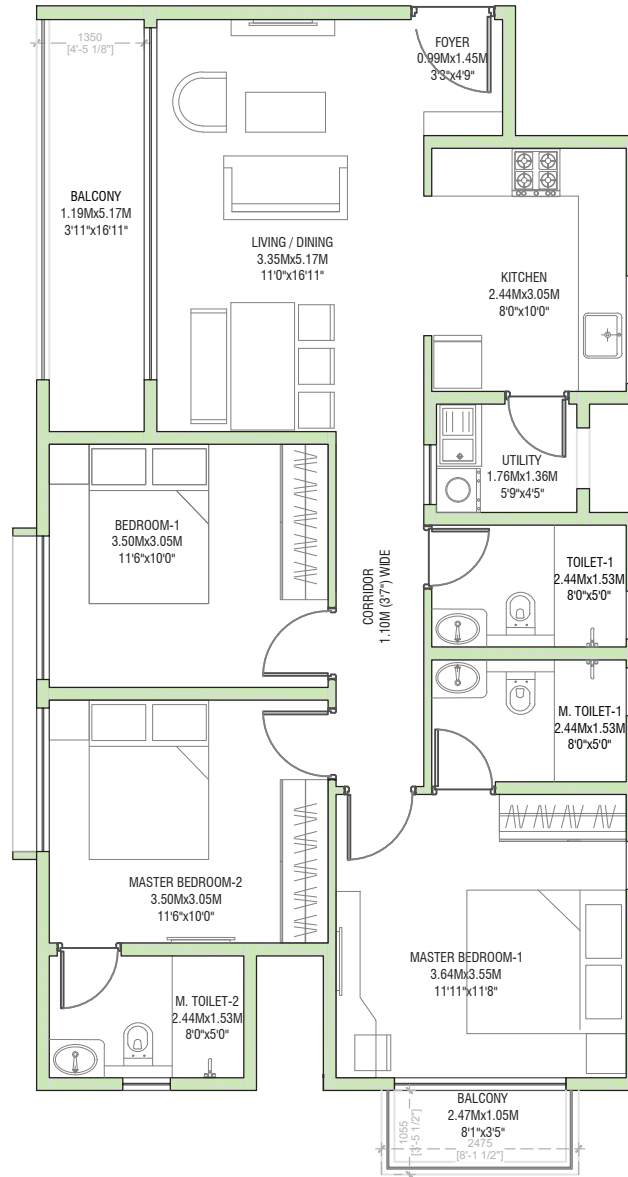 1350
[4'-5 1/8"]
FOYER
0.99Mx1.45M
3'3"x4'9"
BALCONY
1.19Mx5.17M
3'11"x16'11"
LIVING / DINING
3.35Mx5.17M
11'0"x16'11"
KITCHEN
2.44Mx3.05M
8'0"x10'0"
UTILITY
1.76Mx1.36M
5'9"x4'5"
BEDROOM-1
3.50Mx3.05M
11'6"x10'0"
CORRIDOR
1.10M (3'7") WIDE
TOILET-1
2.44Mx1.53M
8'0"x5'0"
M. TOILET-1
2.44Mx1.53M
8'0"x5'0"
MASTER BEDROOM-2
3.50Mx3.05M
11'6"x10'0"
MASTER BEDROOM-1
3.64Mx3.55M
11'11"x11'8"
M. TOILET-2
2.44Mx1.53M
8'0"x5'0"
BALCONY
2.47Mx1.05M
8'1"x3'5"
1055
[3'-5 1/2"]
2475
[8'-1 1/2"]